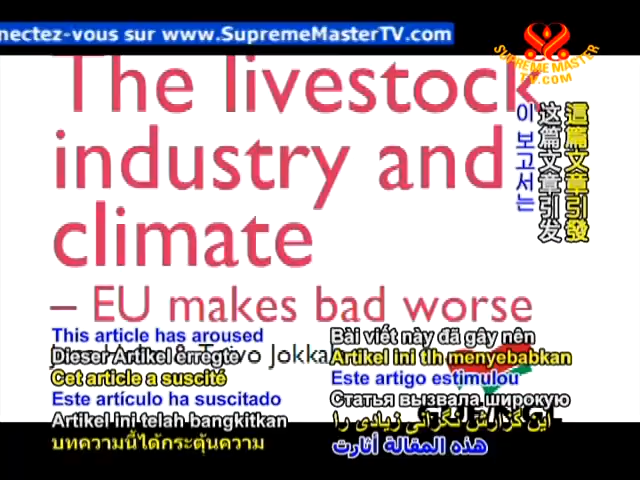 nectez-vous sur www.SupremeMasterTV.com
SUPREME MASTER
TV.COM
The livestock
industry and
climate
– EU makes bad worse
這篇文章引發
这篇文章引发
이 보고서는
This article has aroused
Dieser Artikel erregte
Cet article a suscité
Este artículo ha suscitado
Artikel ini telah bangkitkan
บทความนี้ได้กระตุ้นความ
Bài viết này đã gây nên
Artikel ini tlh menyebabkan
Este artigo estimulou
Статья вызвала широкую
این گزارش نگرانی زیادی را
هذه المقالة أثارت